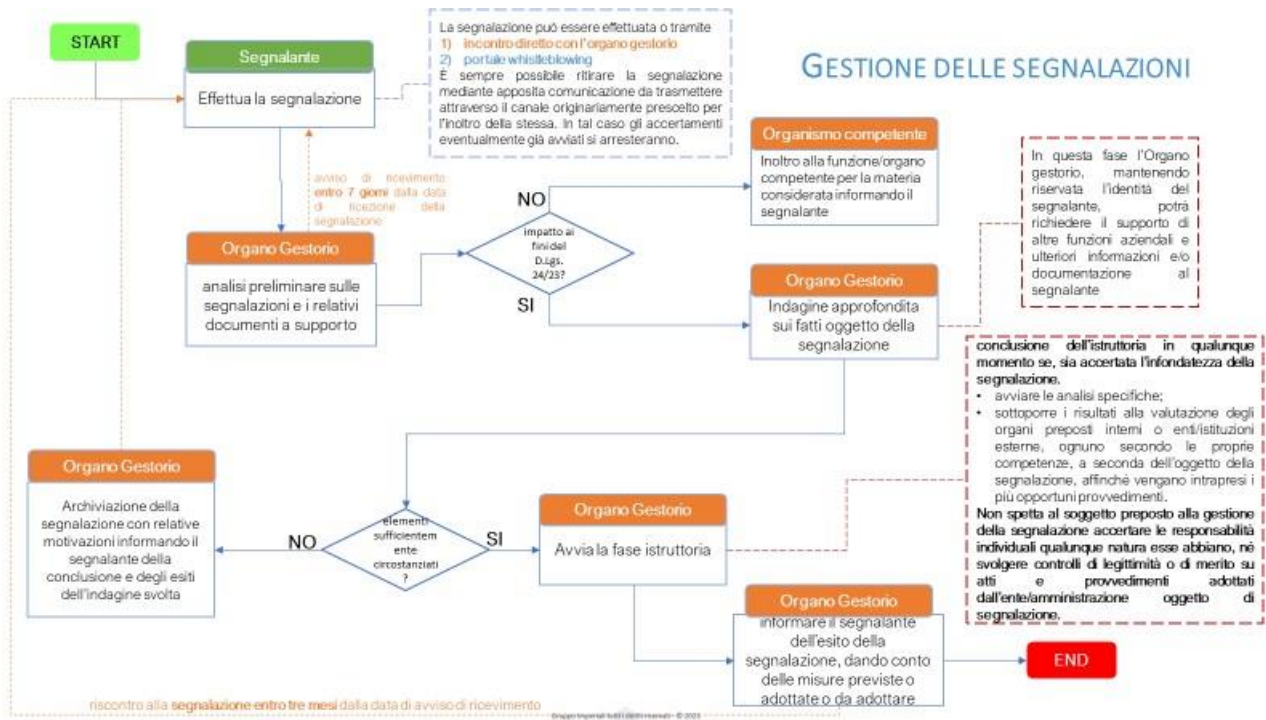 START
Segnalante
Effettua la segnalazione
La segnalazione può essere effettuata o tramite
1) incontro diretto con l'organo gestorio
2) portale whistleblowing
È sempre possibile ritirare la segnalazione
mediante apposita comunicazione da trasmettere
attraverso il canale originariamente prescelto per
l'inoltro della stessa. In tal caso gli accertamenti
eventualmente già avviati si arresteranno.
GESTIONE DELLE SEGNALAZIONI
avviso di ricevimento
entro 7 giorni dalla data
di ricezione della
segnalazione
Organo Gestorio
analisi preliminare sulle
segnalazioni e i relativi
documenti a supporto
impatto ai
fini del
D.Lgs.
24/23?
NO
SI
Organismo competente
Inoltro alla funzione/organo
competente per la materia
considerata informando il
segnalante
Organo Gestorio
Indagine approfondita
sui fatti oggetto della
segnalazione
In questa fase l'Organo
gestorio, mantenendo
riservata l'identità del
segnalante, potrà
richiedere il supporto di
altre funzioni aziendali e
ulteriori informazioni e/o
documentazione al
segnalante
conclusione dell'istruttoria in qualunque
momento se, sia accertata l'infondatezza della
segnalazione.
• avviare le analisi specifiche;
• sottoporre i risultati alla valutazione degli
organi preposti interni o enti/istituzioni
esterne, ognuno secondo le proprie
competenze, a seconda dell'oggetto della
segnalazione, affinchè vengano intrapresi i
più opportuni provvedimenti.
Non spetta al soggetto preposto alla gestione
della segnalazione accertare le responsabilità
individuali qualunque natura esse abbiano, né
svolgere controlli di legittimità o di merito su
atti e provvedimenti adottati
dall'ente/amministrazione oggetto di
segnalazione.
Organo Gestorio
Archiviazione della
segnalazione con relative
motivazioni informando il
segnalante della
conclusione e degli esiti
dell'indagine svolta
NO
elementi
sufficientem
ente
circostanziati
?
SI
Organo Gestorio
Avvia la fase istruttoria
Organo Gestorio
informare il segnalante
dell'esito della
segnalazione, dando conto
delle misure previste o
adottate o da adottare
END
riscontro alla segnalazione entro tre mesi dalla data di avviso di ricevimento
Gruppo Imperiali tutti i diritti riservati - © 2023